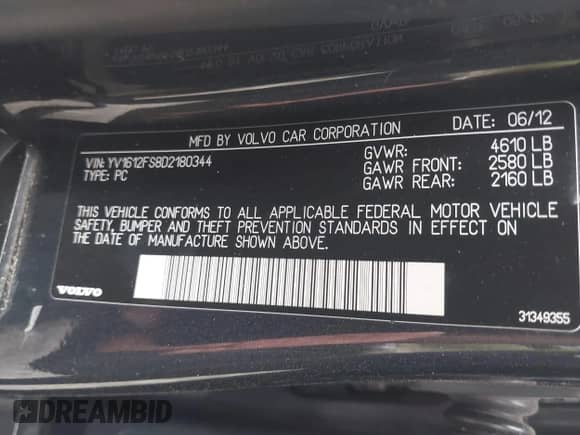 MFD BY VOLVO CAR CORPORATION DATE: 06/12
VIN: YV1612FS8D2180344
TYPE: PC
GVWR: 4610 LB
GAWR FRONT: 2580 LB
GAWR REAR: 2160 LB
THIS VEHICLE CONFORMS TO ALL APPLICABLE FEDERAL MOTOR VEHICLE
SAFETY, BUMPER AND THEFT PREVENTION STANDARDS IN EFFECT ON
THE DATE OF MANUFACTURE SHOWN ABOVE.
VOLVO
31349355
DREAMBID